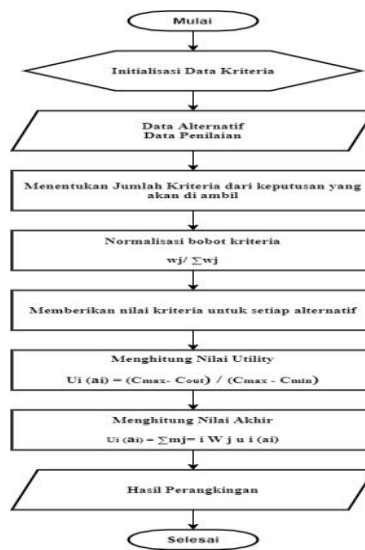 Mulai
Initialisasi Data Kriteria
Data Alternatif
Data Penilaian
Menentukan Jumlah Kriteria dari keputusan yang
akan di ambil
Normalisasi bobot kriteria
wj/ ∑wj
Memberikan nilai kriteria untuk setiap alternatif
Menghitung Nilai Utility
Ui (ai) = (Cmax- Cout) / (Cmax - Cmin)
Menghitung Nilai Akhir
Ui (ai) = ∑mj= i W j u i (ai)
Hasil Perangkingan
Selesai